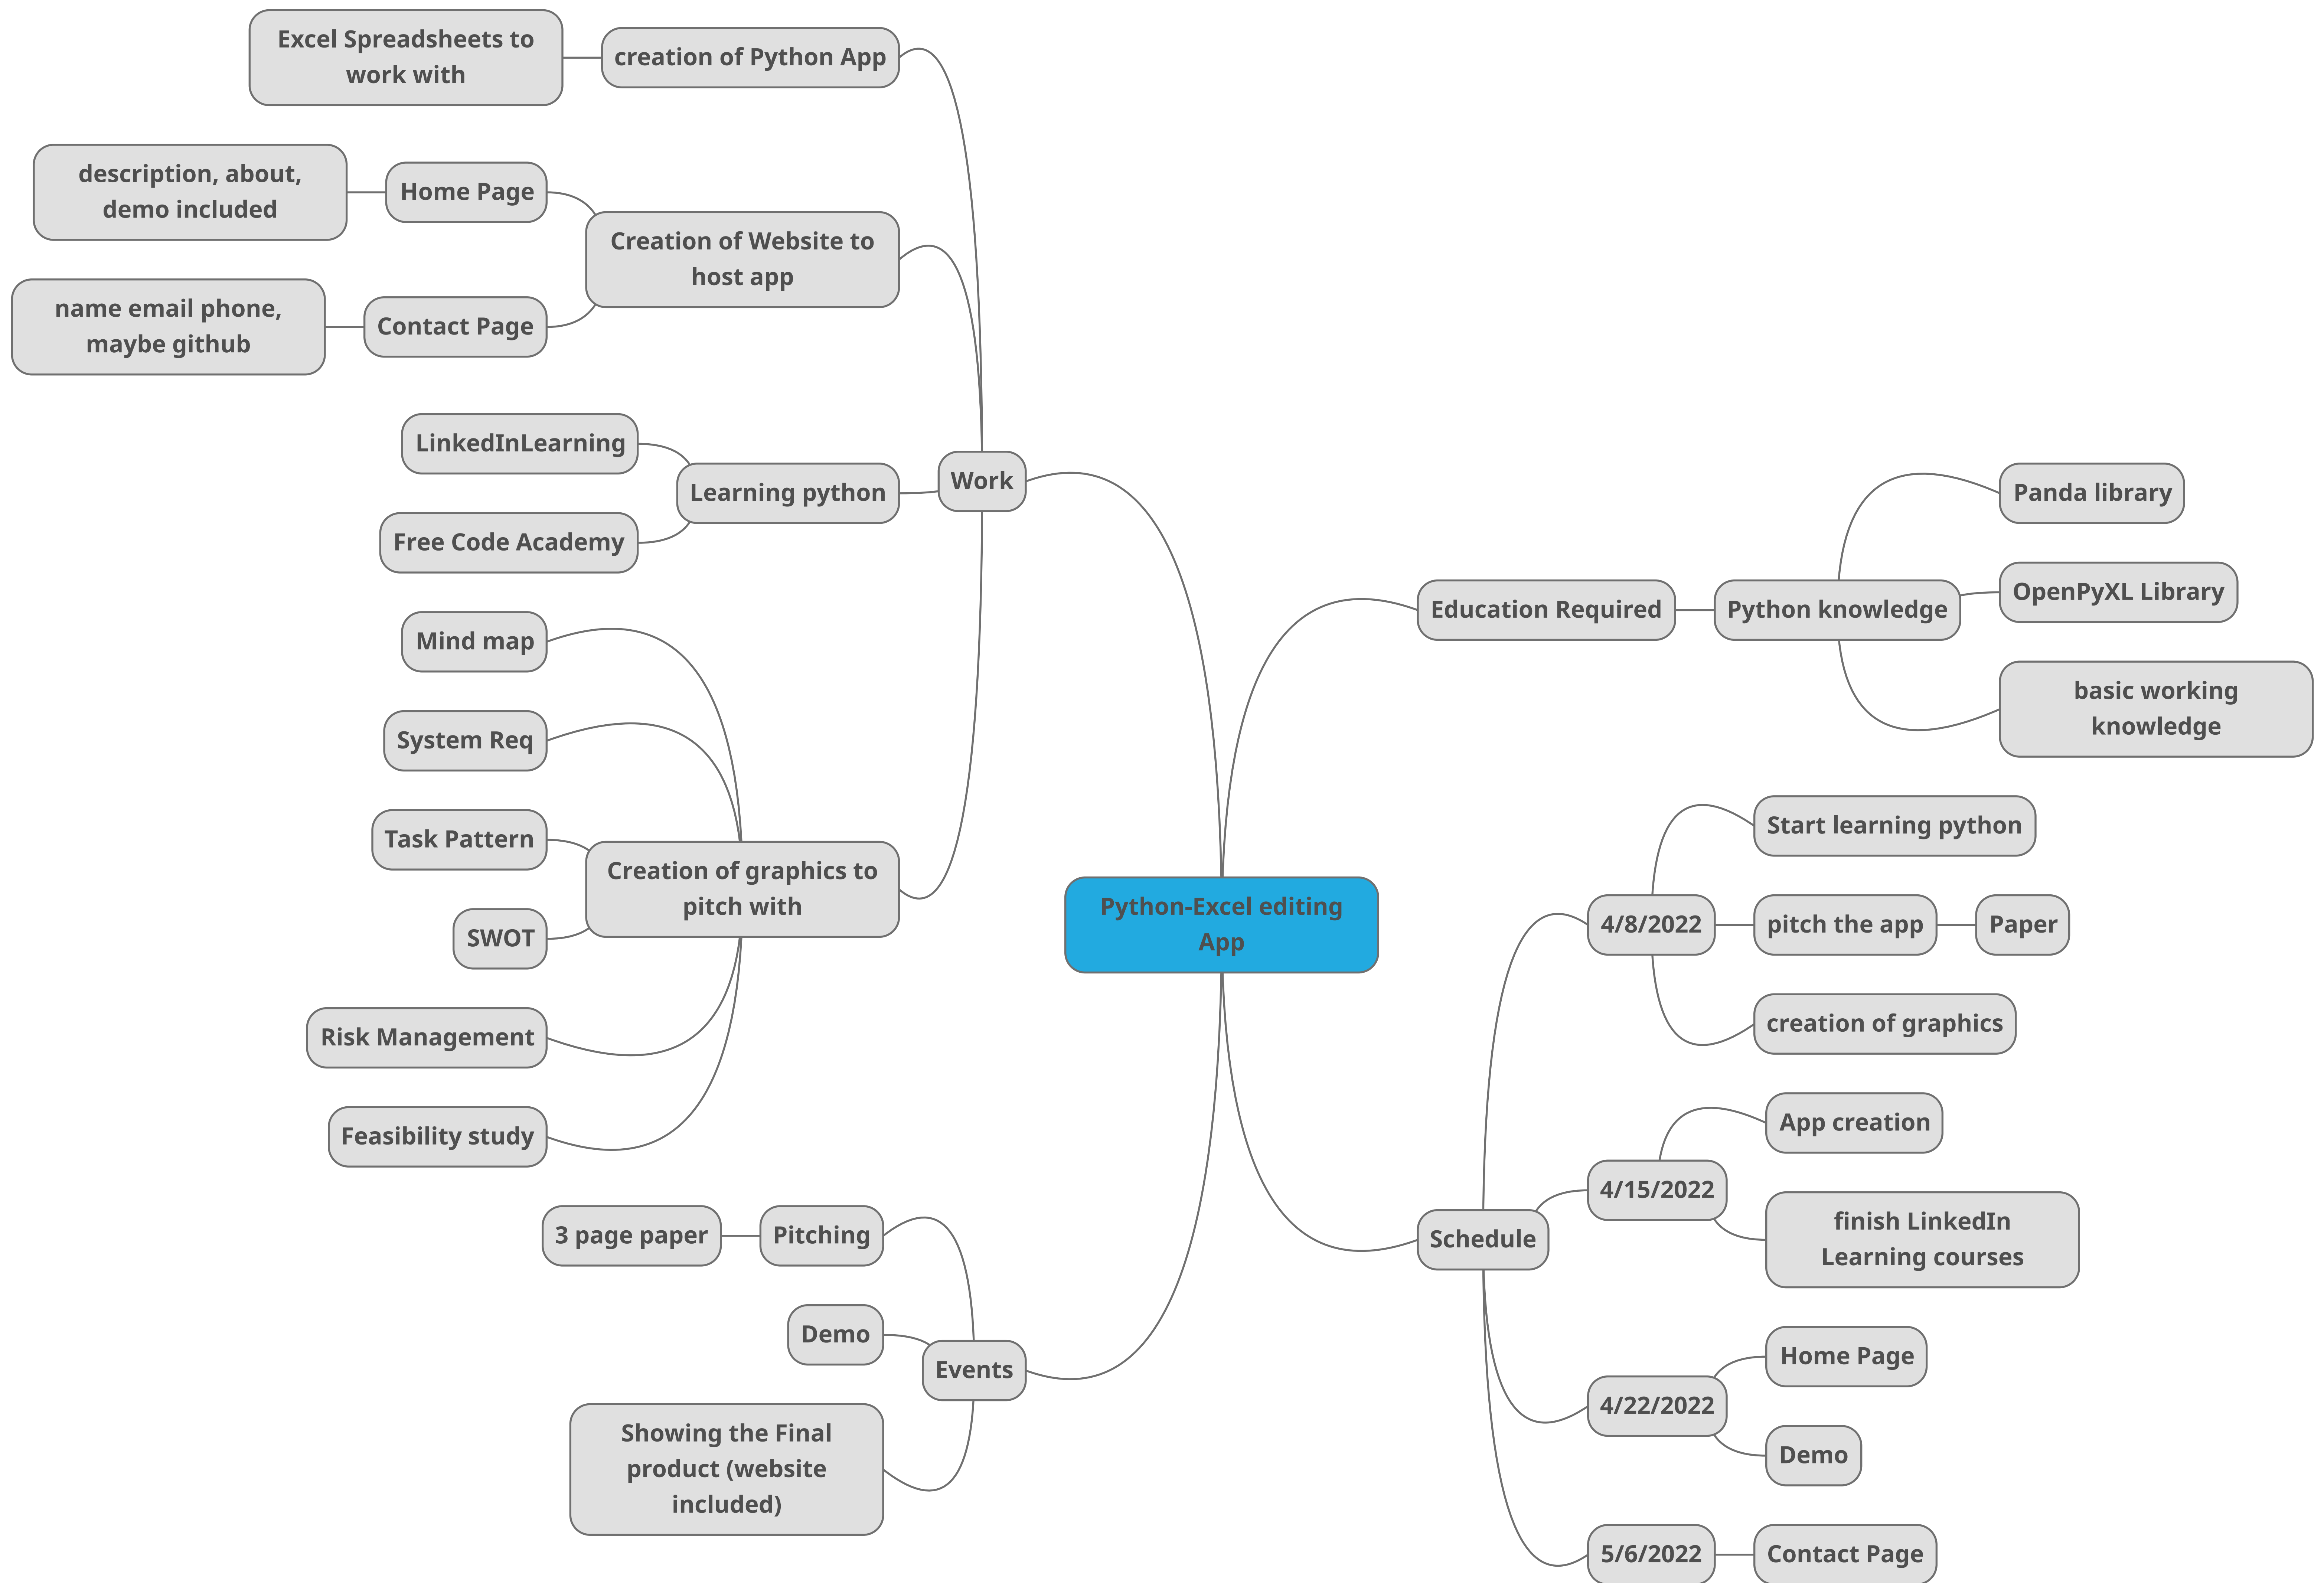 Excel Spreadsheets to
work with
creation of Python App
description, about,
demo included
Home Page
Creation of Website to
host app
name email phone,
maybe github
Contact Page
LinkedInLearning
Learning python
Free Code Academy
Work
Mind map
System Req
Task Pattern
SWOT
Risk Management
Feasibility study
Creation of graphics to
pitch with
3 page paper
Pitching
Demo
Events
Showing the Final
product (website
included)
Python-Excel editing
App
Education Required
Python knowledge
Panda library
OpenPyXL Library
basic working
knowledge
Schedule
4/8/2022
Start learning python
pitch the app
Paper
creation of graphics
4/15/2022
App creation
finish LinkedIn
Learning courses
4/22/2022
Home Page
Demo
5/6/2022
Contact Page